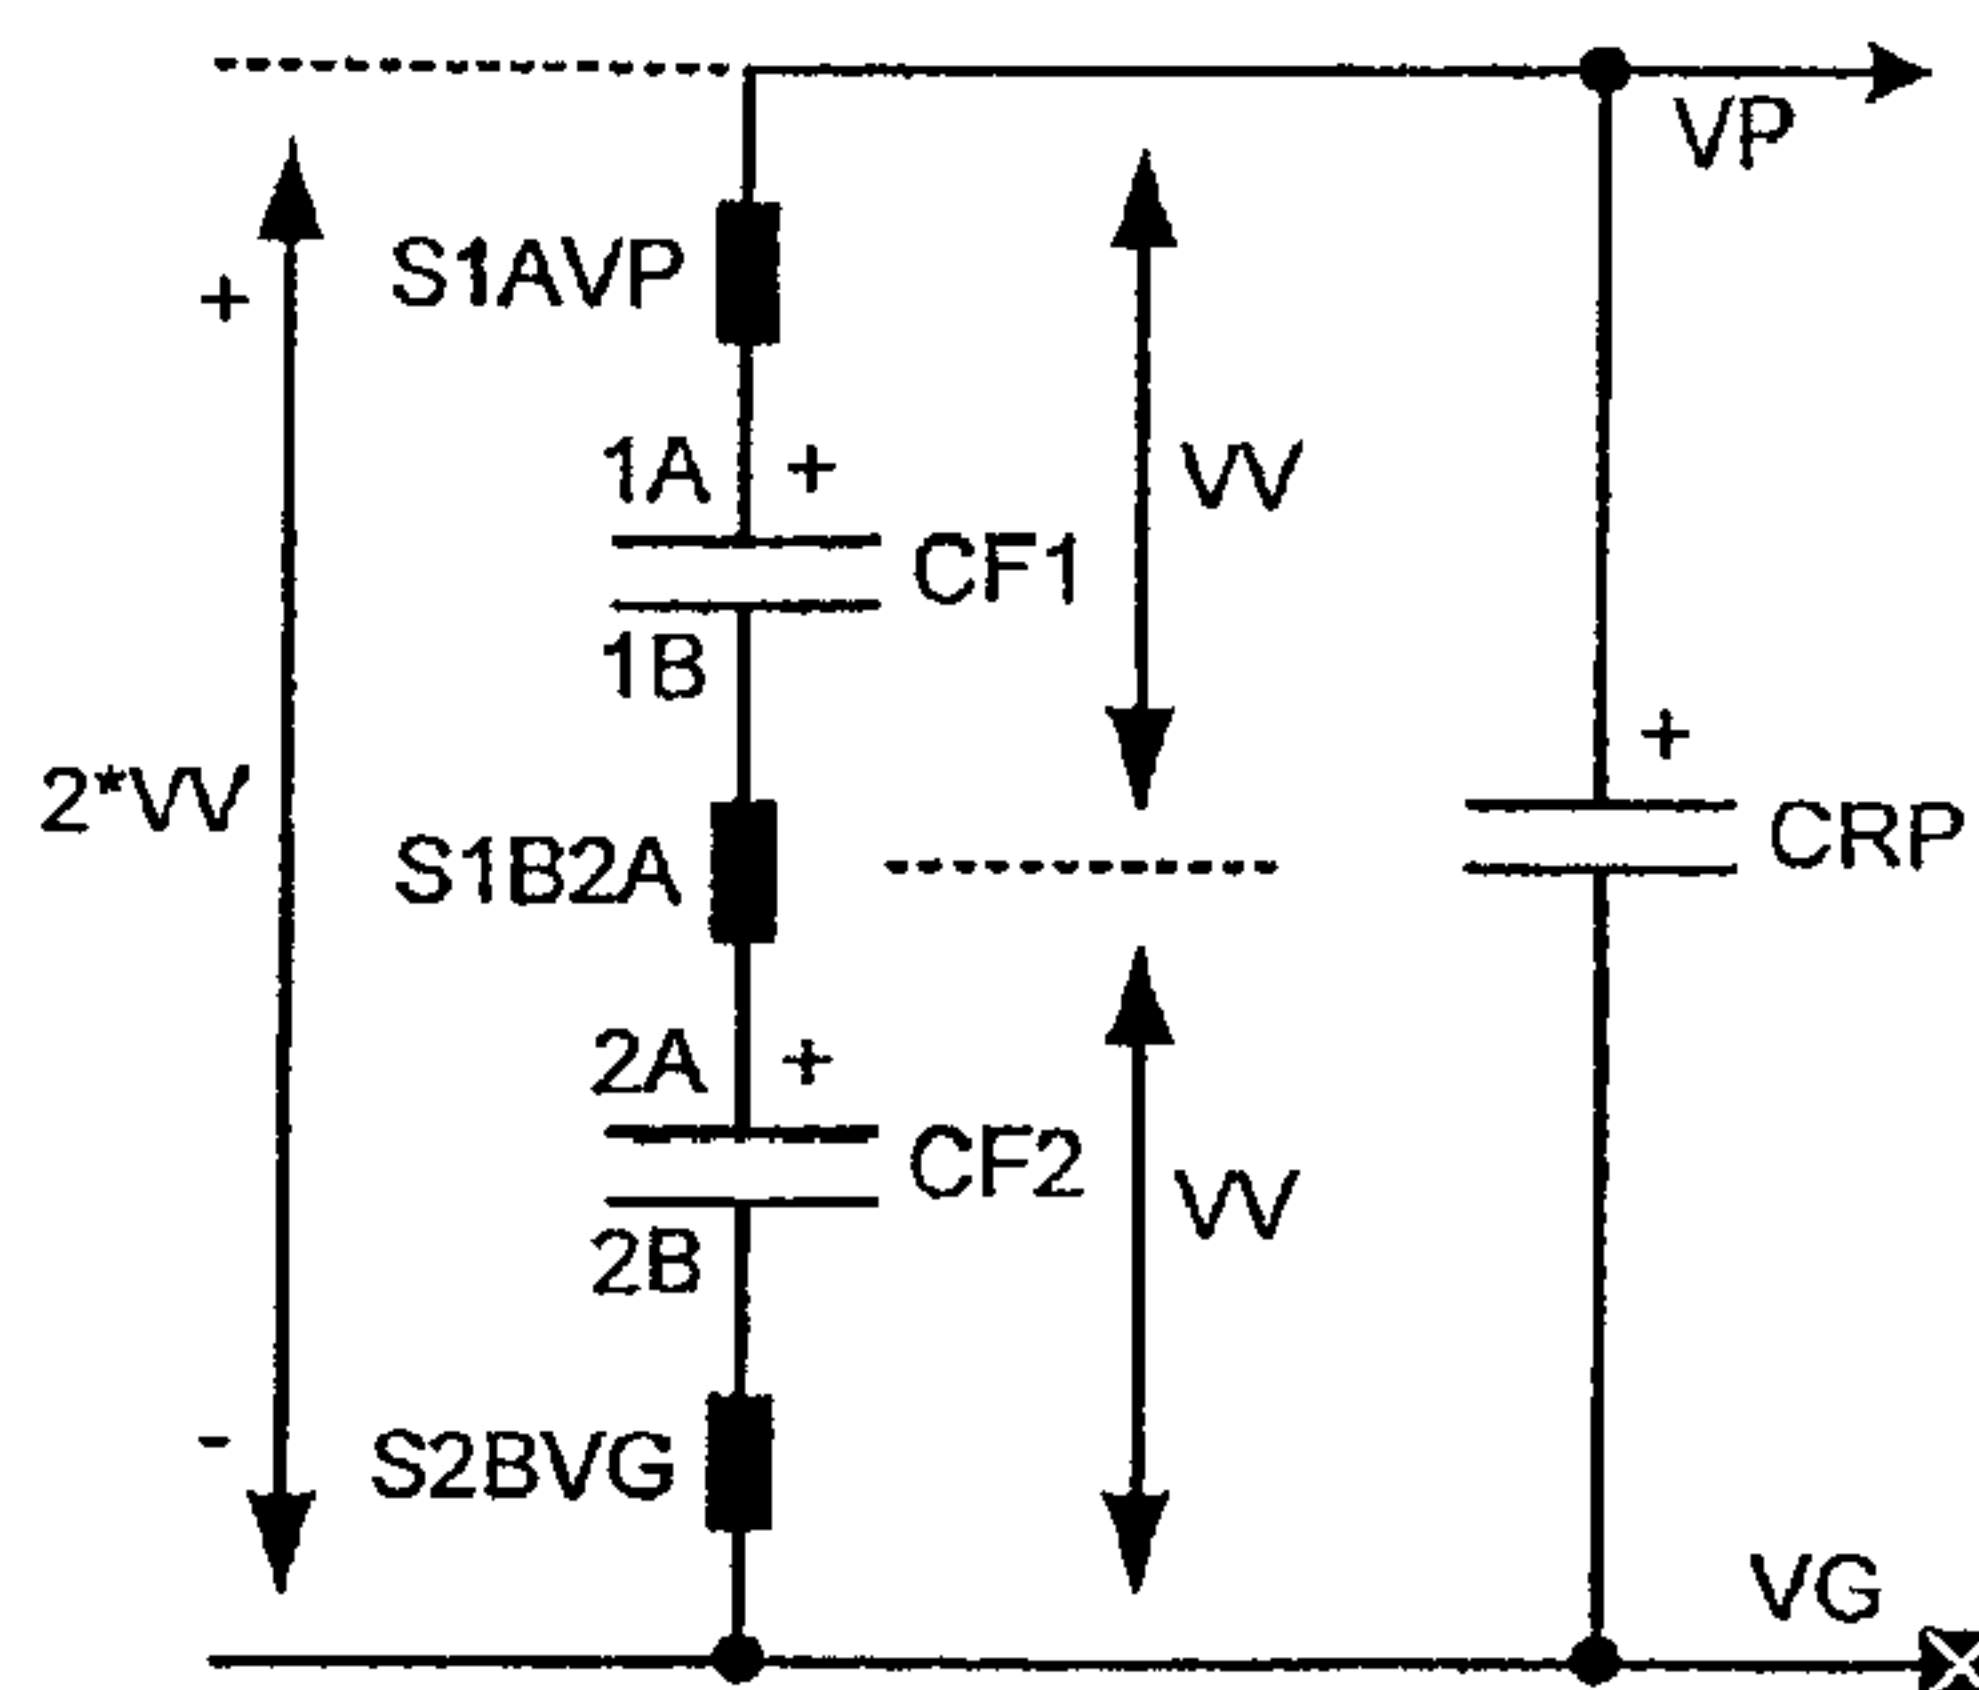 VP
S1AVP
+
1A +
VV
CF1
1B
+
2*VV
CRP
S1B2A
2A +
CF2
VV
2B
-
S2BVG
VG